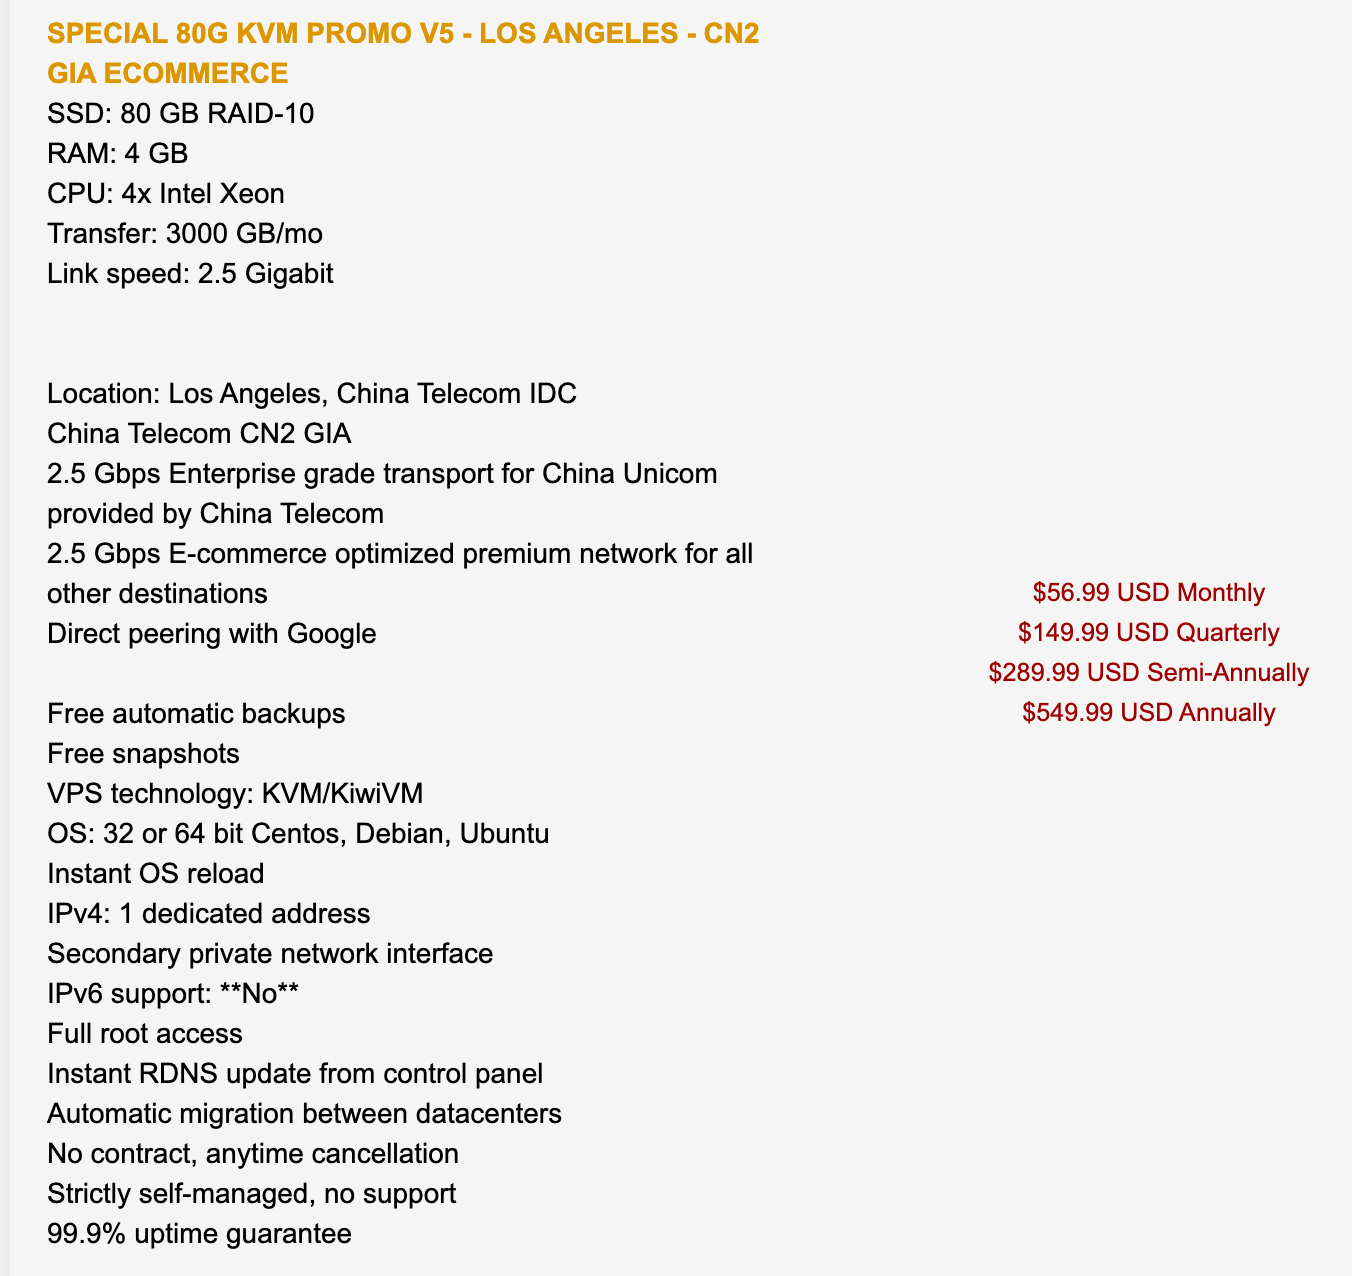 SPECIAL 80G KVM PROMO V5 - LOS ANGELES - CN2
GIA ECOMMERCE
SSD: 80 GB RAID-10
RAM: 4 GB
CPU: 4x Intel Xeon
Transfer: 3000 GB/mo
Link speed: 2.5 Gigabit
Location: Los Angeles, China Telecom IDC
China Telecom CN2 GIA
2.5 Gbps Enterprise grade transport for China Unicom
provided by China Telecom
2.5 Gbps E-commerce optimized premium network for all
other destinations
Direct peering with Google
Free automatic backups
Free snapshots
VPS technology: KVM/KiwiVM
OS: 32 or 64 bit Centos, Debian, Ubuntu
Instant OS reload
IPv4: 1 dedicated address
Secondary private network interface
IPv6 support: **No**
Full root access
Instant RDNS update from control panel
Automatic migration between datacenters
No contract, anytime cancellation
Strictly self-managed, no support
99.9% uptime guarantee
$56.99 USD Monthly
$149.99 USD Quarterly
$289.99 USD Semi-Annually
$549.99 USD Annually